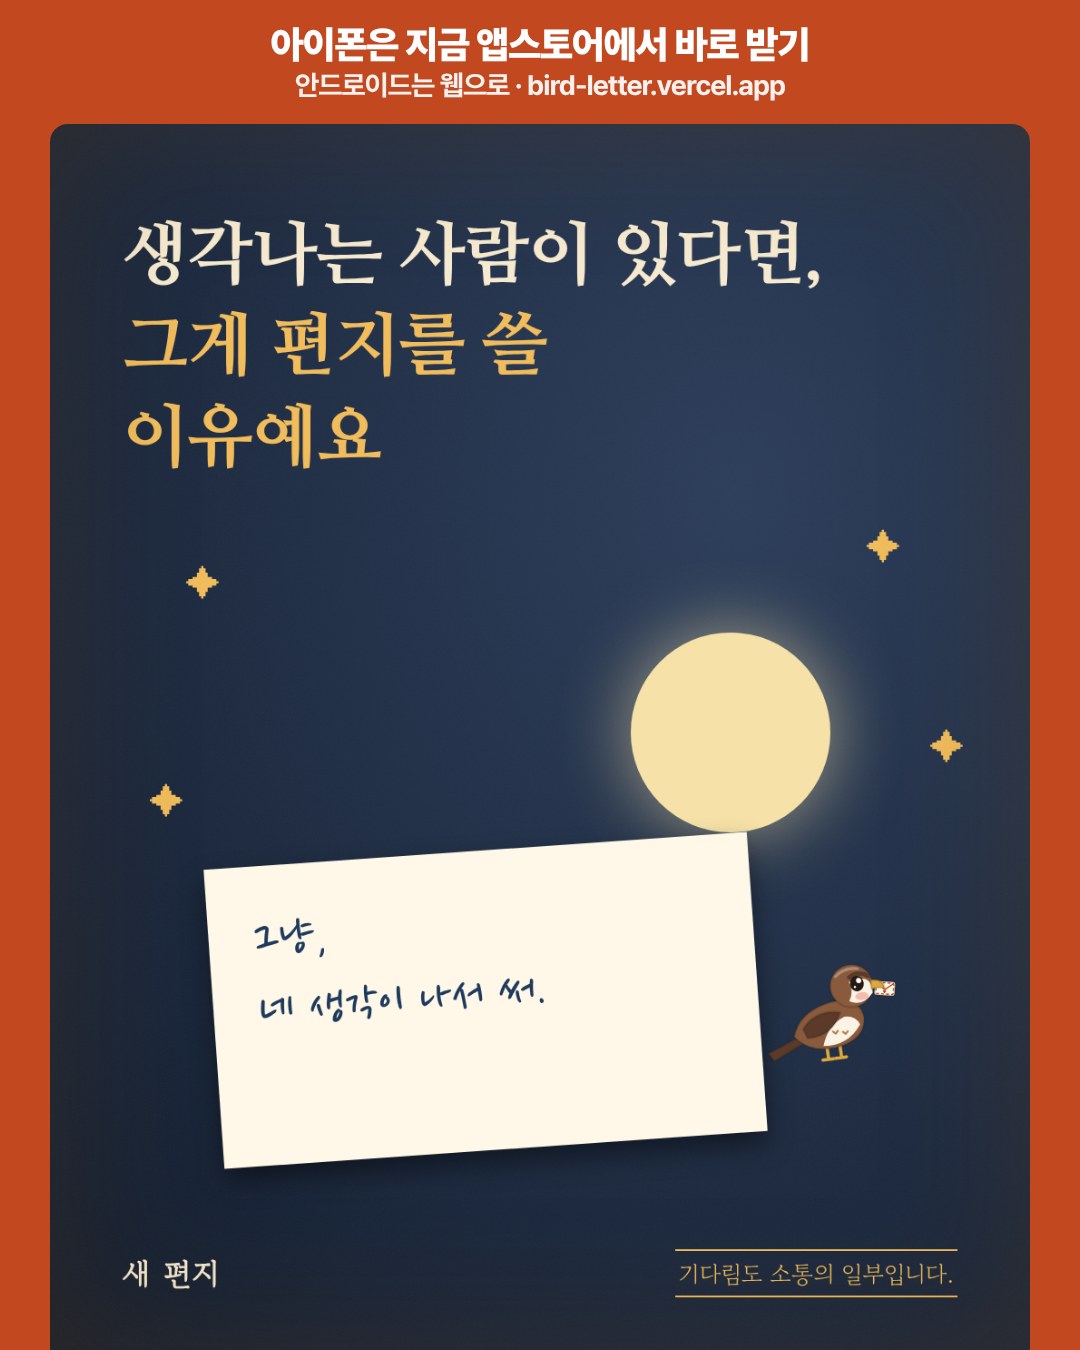 아이폰은 지금 앱스토어에서 바로 받기
안드로이드는 웹으로 · bird-letter.vercel.app
생각나는 사람이 있다면,
그게 편지를 쓸
이유예요
그냥,
네 생각이 나서 써.
새 편지
기다림도 소통의 일부입니다.